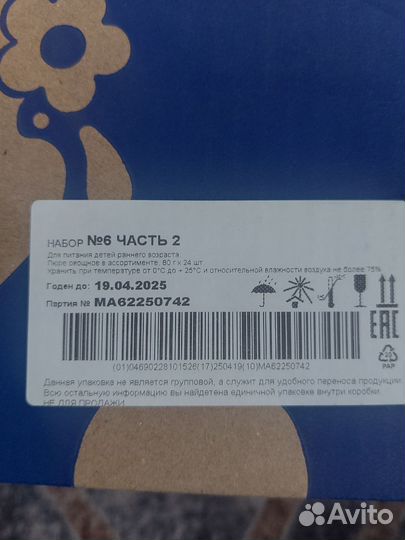 НАБОР №6 ЧАСТЬ 2
Для питания детей раннего возраста
Пюре овощное в ассортименте, 80 г х 24 шт
Хранить при температуре от 0°С до + 25°С и относительной влажности воздуха не более 75%
Годен до: 19.04.2025
Партия № МА62250742
EAC
PAP
(01)04690228101526(17)250419(10)MA62250742
Данная упаковка не является групповой, а служит для удобного переноса продукции.
Всю остальную информацию вы найдетена единичной упаковке внутри коробки.
НЕ ДЛЯ ПРОДАЖИ
Avito